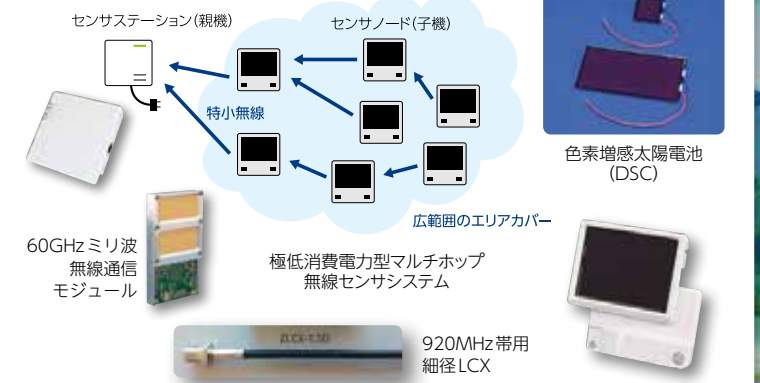 センサステーション（親機）
センサノード（子機）
特小無線
広範囲のエリアカバー
色素増感太陽電池
（DSC）
60GHzミリ波
無線通信
モジュール
極低消費電力型マルチホップ
無線センサシステム
920MHz帯用
細径LCX